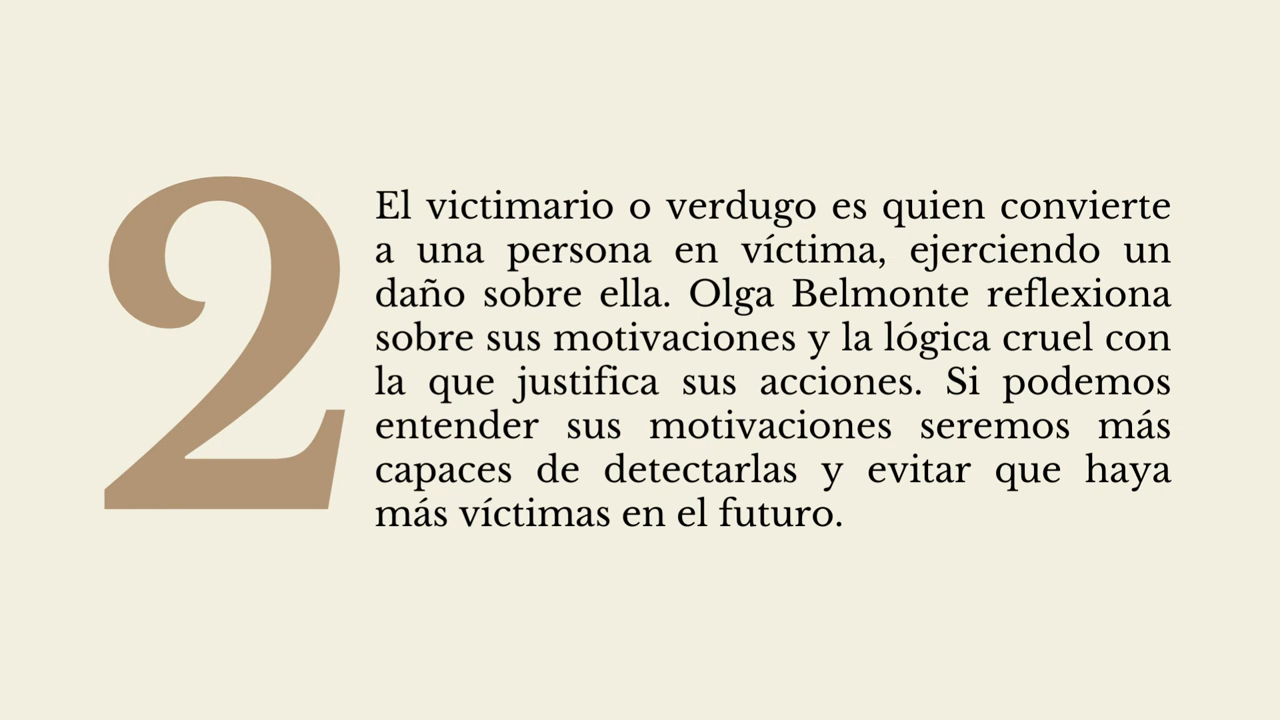 2
El victimario o verdugo es quien convierte
a una persona en víctima, ejerciendo un
daño sobre ella. Olga Belmonte reflexiona
sobre sus motivaciones y la lógica cruel con
la que justifica sus acciones. Si podemos
entender sus motivaciones seremos más
capaces de detectarlas y evitar que haya
más víctimas en el futuro.